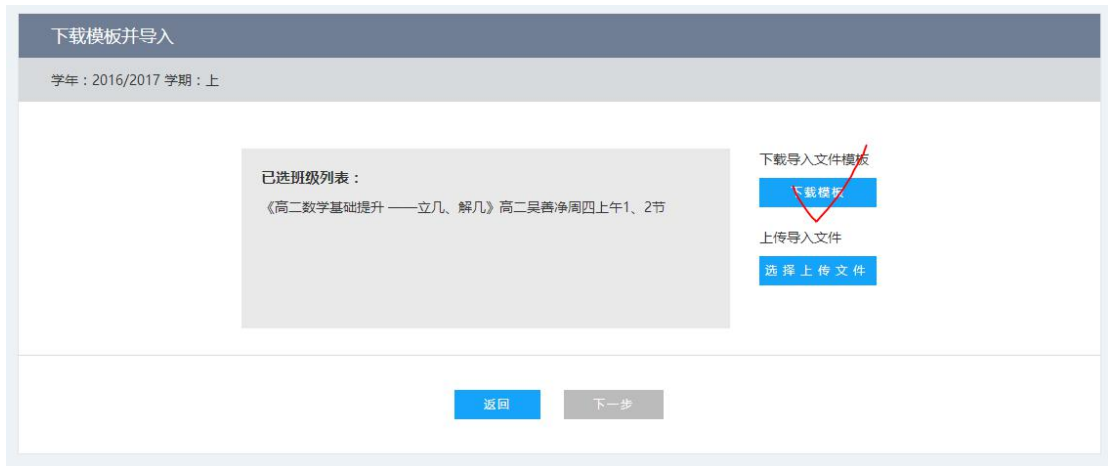 下载模板并导入
学年：2016/2017 学期：上
已选班级列表：
《高二数学基础提升 ——立几、解几》高二吴善净周四上午1、2节
下载导入文件模板
下载模板
上传导入文件
选择上传文件
返回
下一步